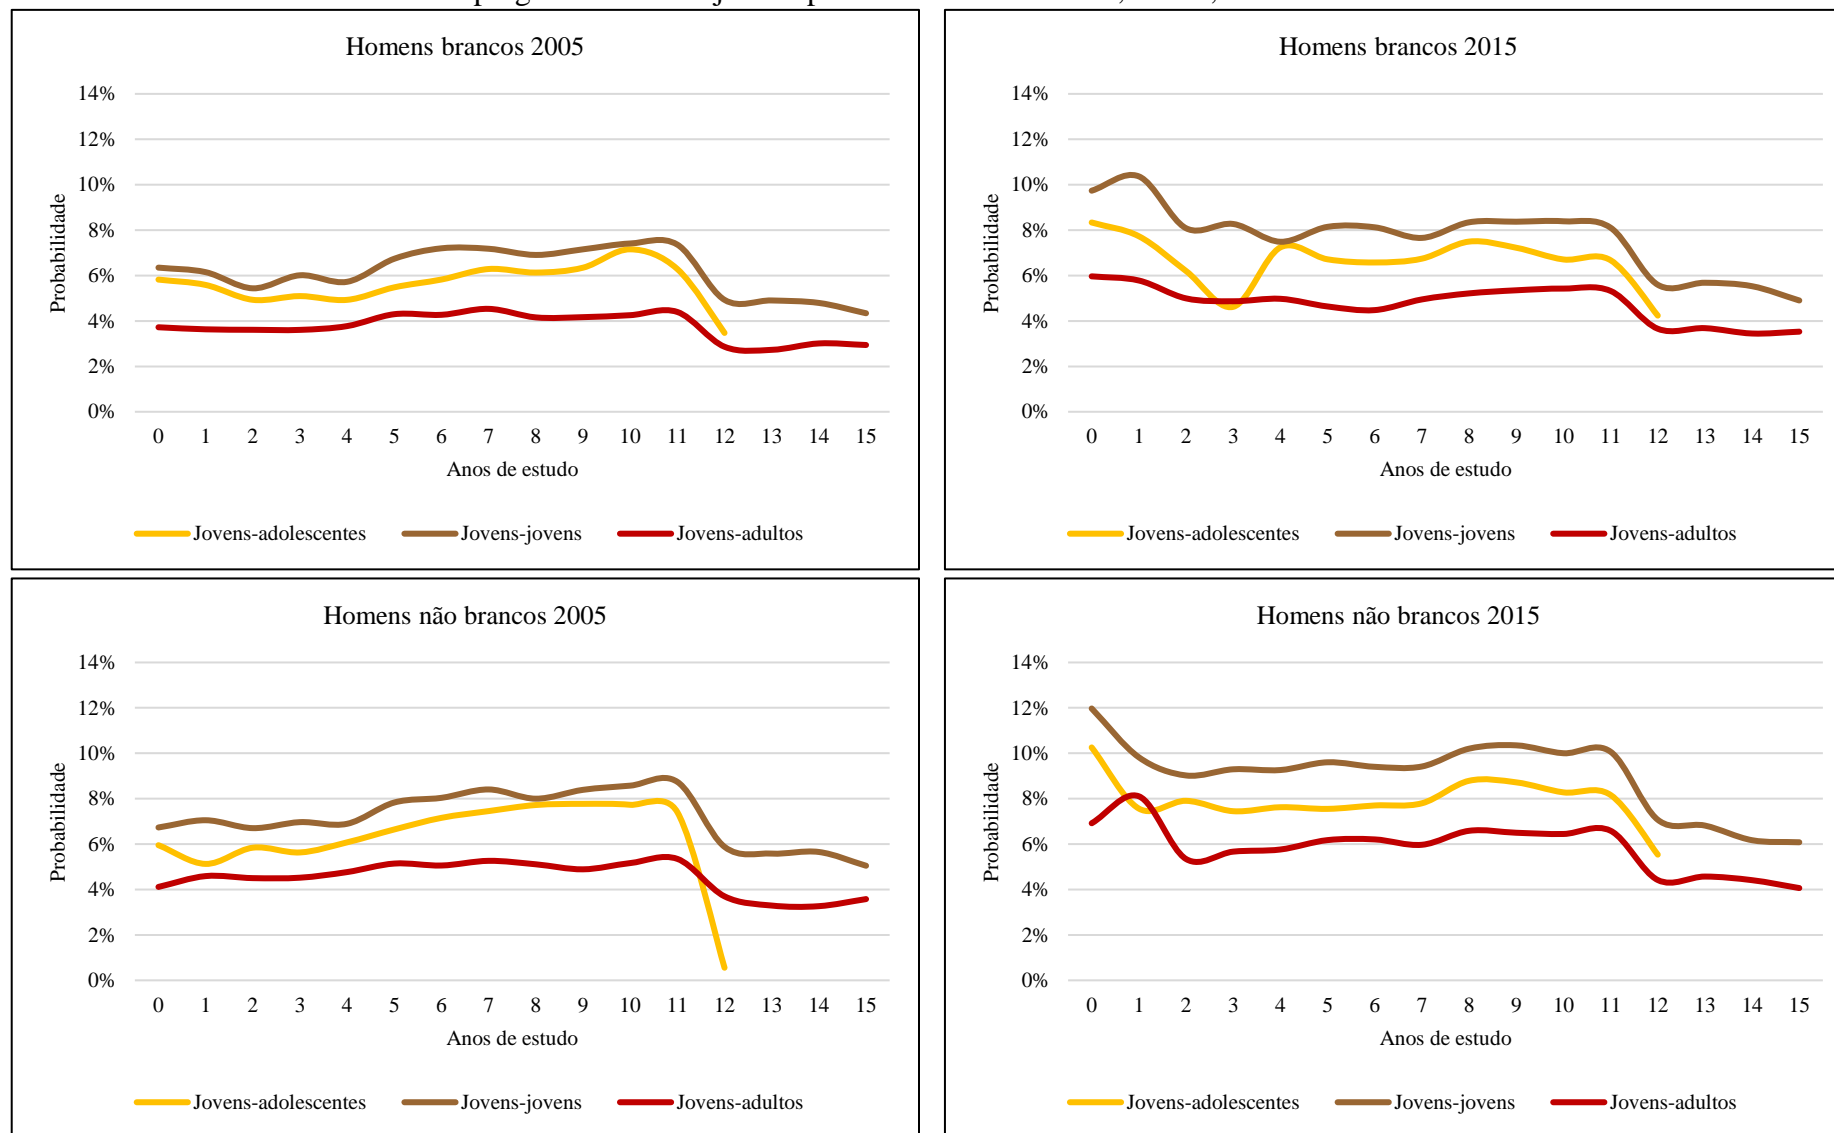 Homens brancos 2005
14%
12%
10%
8%
6%
4%
2%
0%
Probabilidade
0 1 2 3 4 5 6 7 8 9 10 11 12 13 14 15
Anos de estudo
Jovens-adolescentes Jovens-jovens Jovens-adultos
Homens brancos 2015
14%
12%
10%
8%
6%
4%
2%
0%
Probabilidade
0 1 2 3 4 5 6 7 8 9 10 11 12 13 14 15
Anos de estudo
Jovens-adolescentes Jovens-jovens Jovens-adultos
Homens não brancos 2005
14%
12%
10%
8%
6%
4%
2%
0%
Probabilidade
0 1 2 3 4 5 6 7 8 9 10 11 12 13 14 15
Anos de estudo
Jovens-adolescentes Jovens-jovens Jovens-adultos
Homens não brancos 2015
14%
12%
10%
8%
6%
4%
2%
0%
Probabilidade
0 1 2 3 4 5 6 7 8 9 10 11 12 13 14 15
Anos de estudo
Jovens-adolescentes Jovens-jovens Jovens-adultos